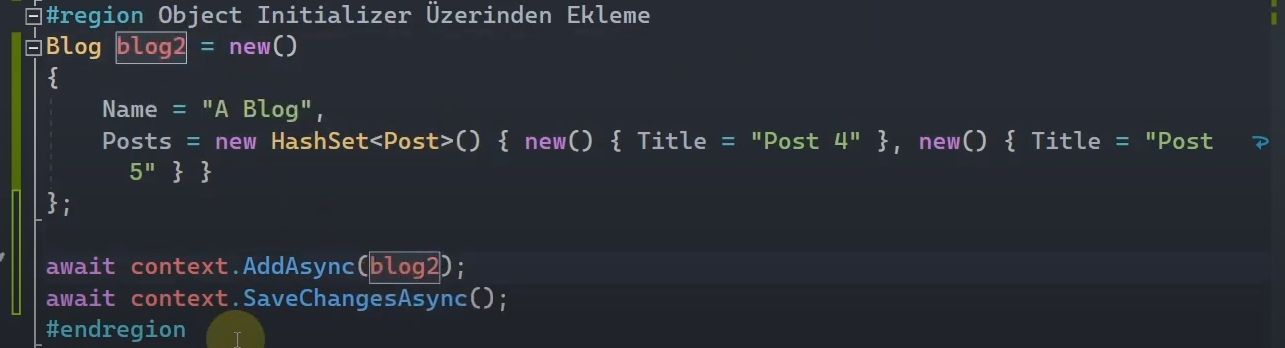 #region Object Initializer Üzerinden Ekleme
Blog blog2 = new()
{
Name = "A Blog",
Posts = new HashSet<Post>() { new() { Title = "Post 4" }, new() { Title = "Post
5" } }
};
await context.AddAsync(blog2);
await context.SaveChangesAsync();
#endregion